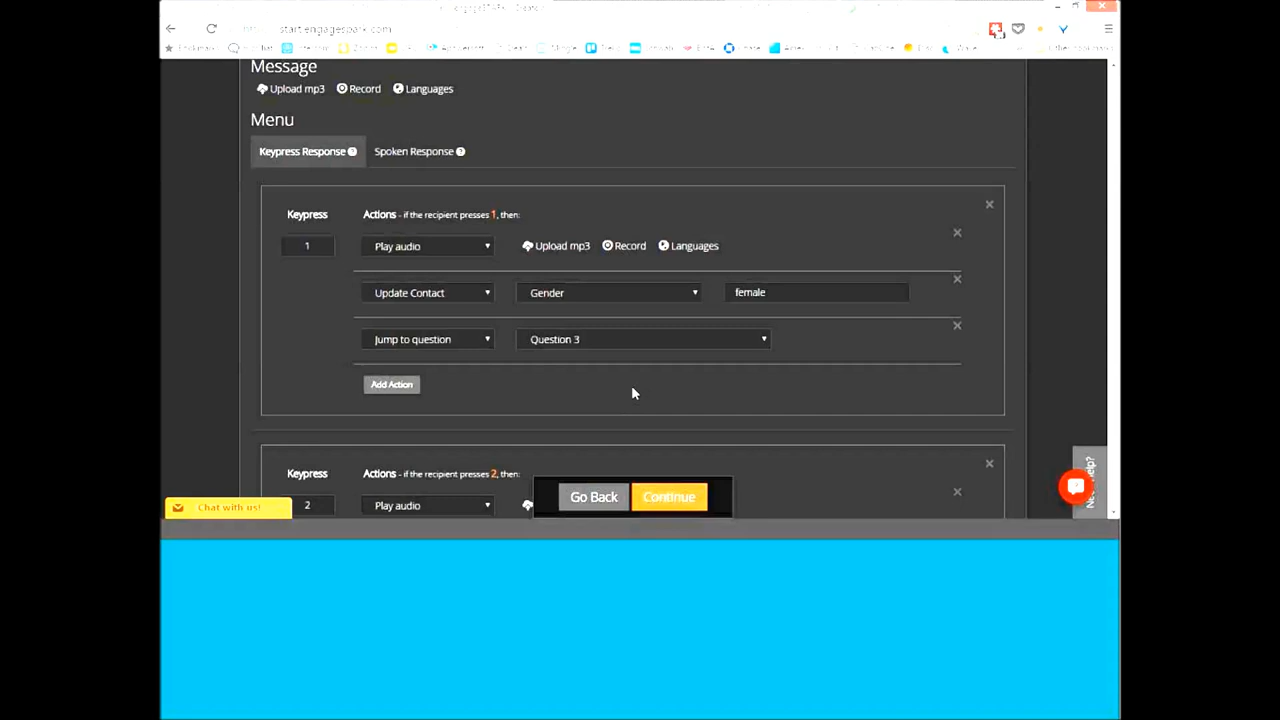 start.engagespark.com
Message
Upload mp3 Record Languages
Menu
Keypress Response ? Spoken Response ?
Keypress Actions - if the recipient presses 1, then:
1 Play audio Upload mp3 Record Languages
Update Contact Gender female
Jump to question Question 3
Add Action
Keypress Actions - if the recipient presses 2, then:
2 Play audio
Go Back Continue
Chat with us!
Need help?